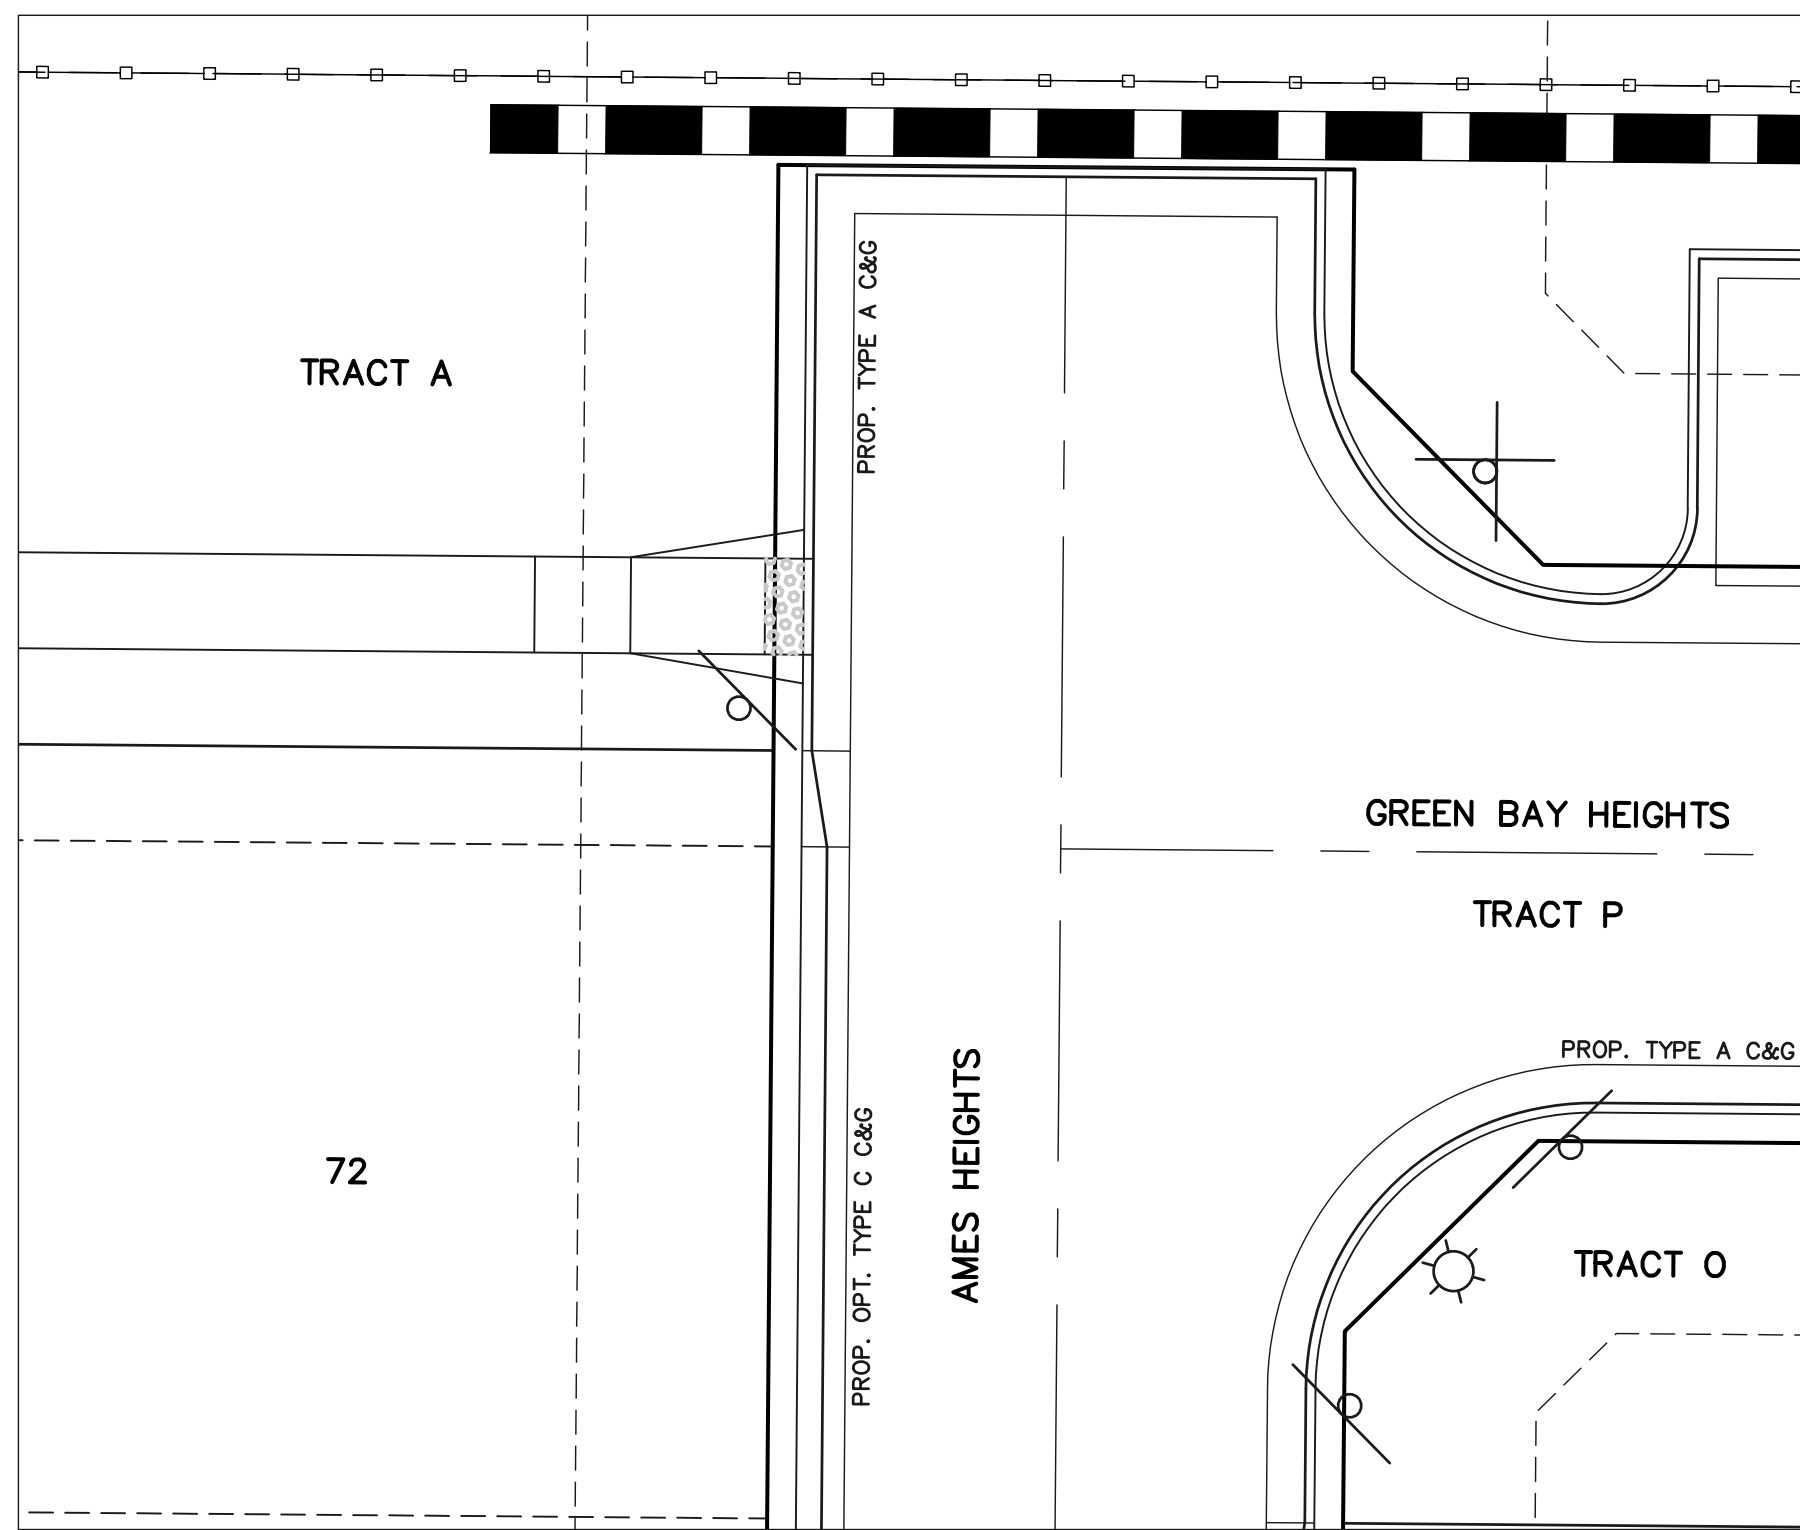 PROP. TYPE A C&G
TRACT A
GREEN BAY HEIGHTS
TRACT P
PROP. TYPE A C&G
AMES HEIGHTS
PROP. OPT. TYPE C C&G
72
TRACT O